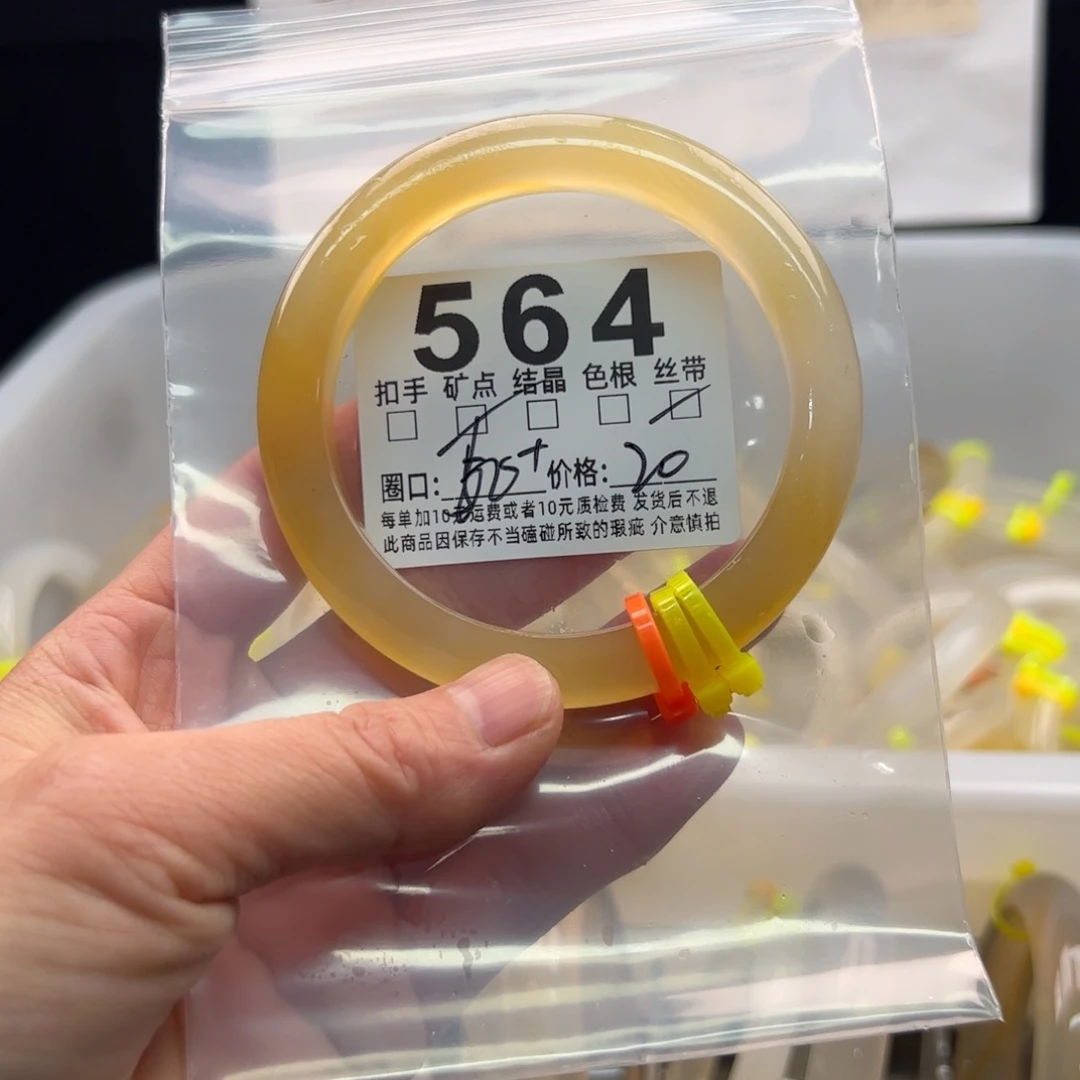 564
扣手 矿点 结晶 色根 丝带
圈口: 价格: 20
每单加10元运费或者10元质检费 发货后不退
此商品因保存不当磕碰所致的瑕疵 介意慎拍